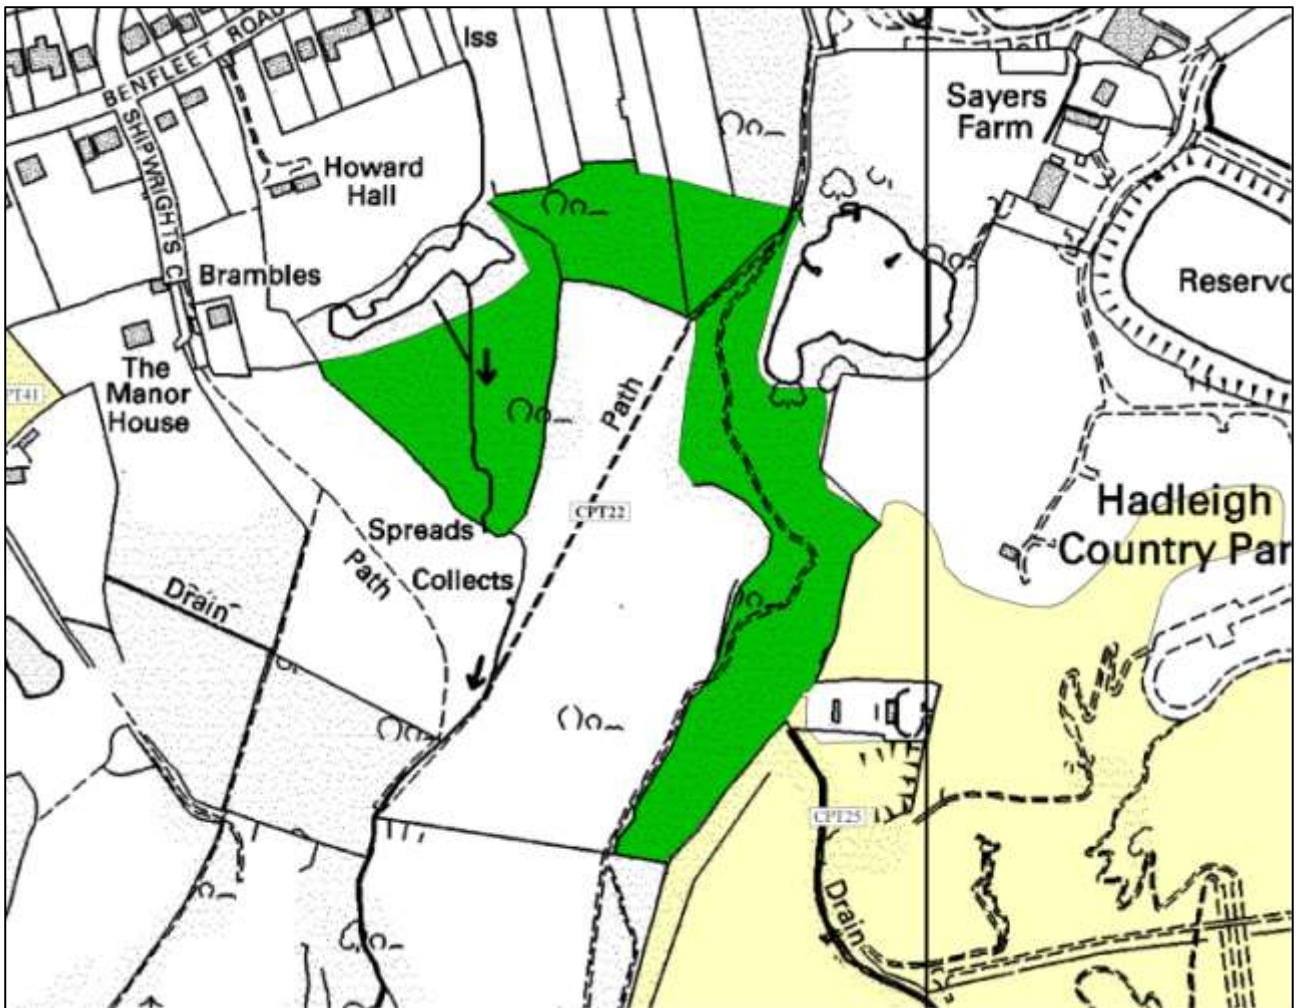 Iss
BENFLEET ROAD
SHIPWRIGHTS C
Sayers
Farm
Howard
Hall
Brambles
Reservo
The
Manor
House
PT41
Path
Hadleigh
Country Par
CPT22
Spreads
Path
Collects
Drain
CPT25
Drain